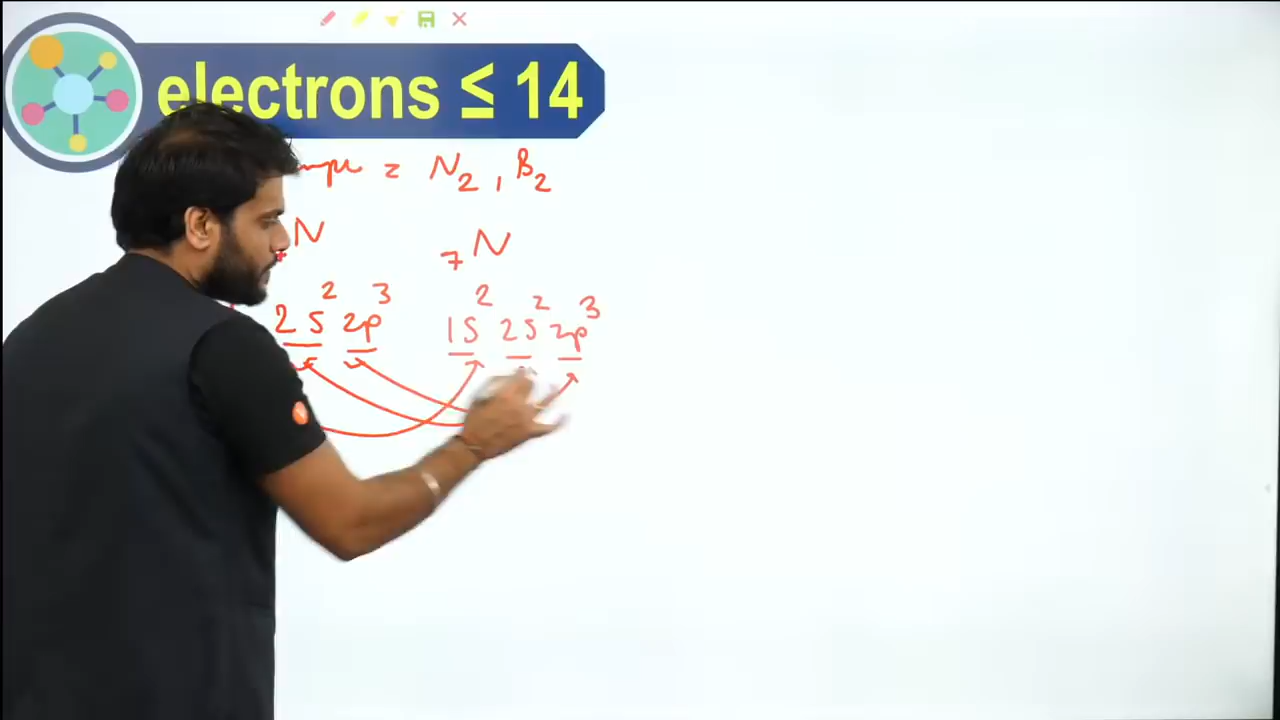 electrons ≤ 14
= N₂, B₂
N ₇N
2s² 2p³ 1s² 2s² 2p³